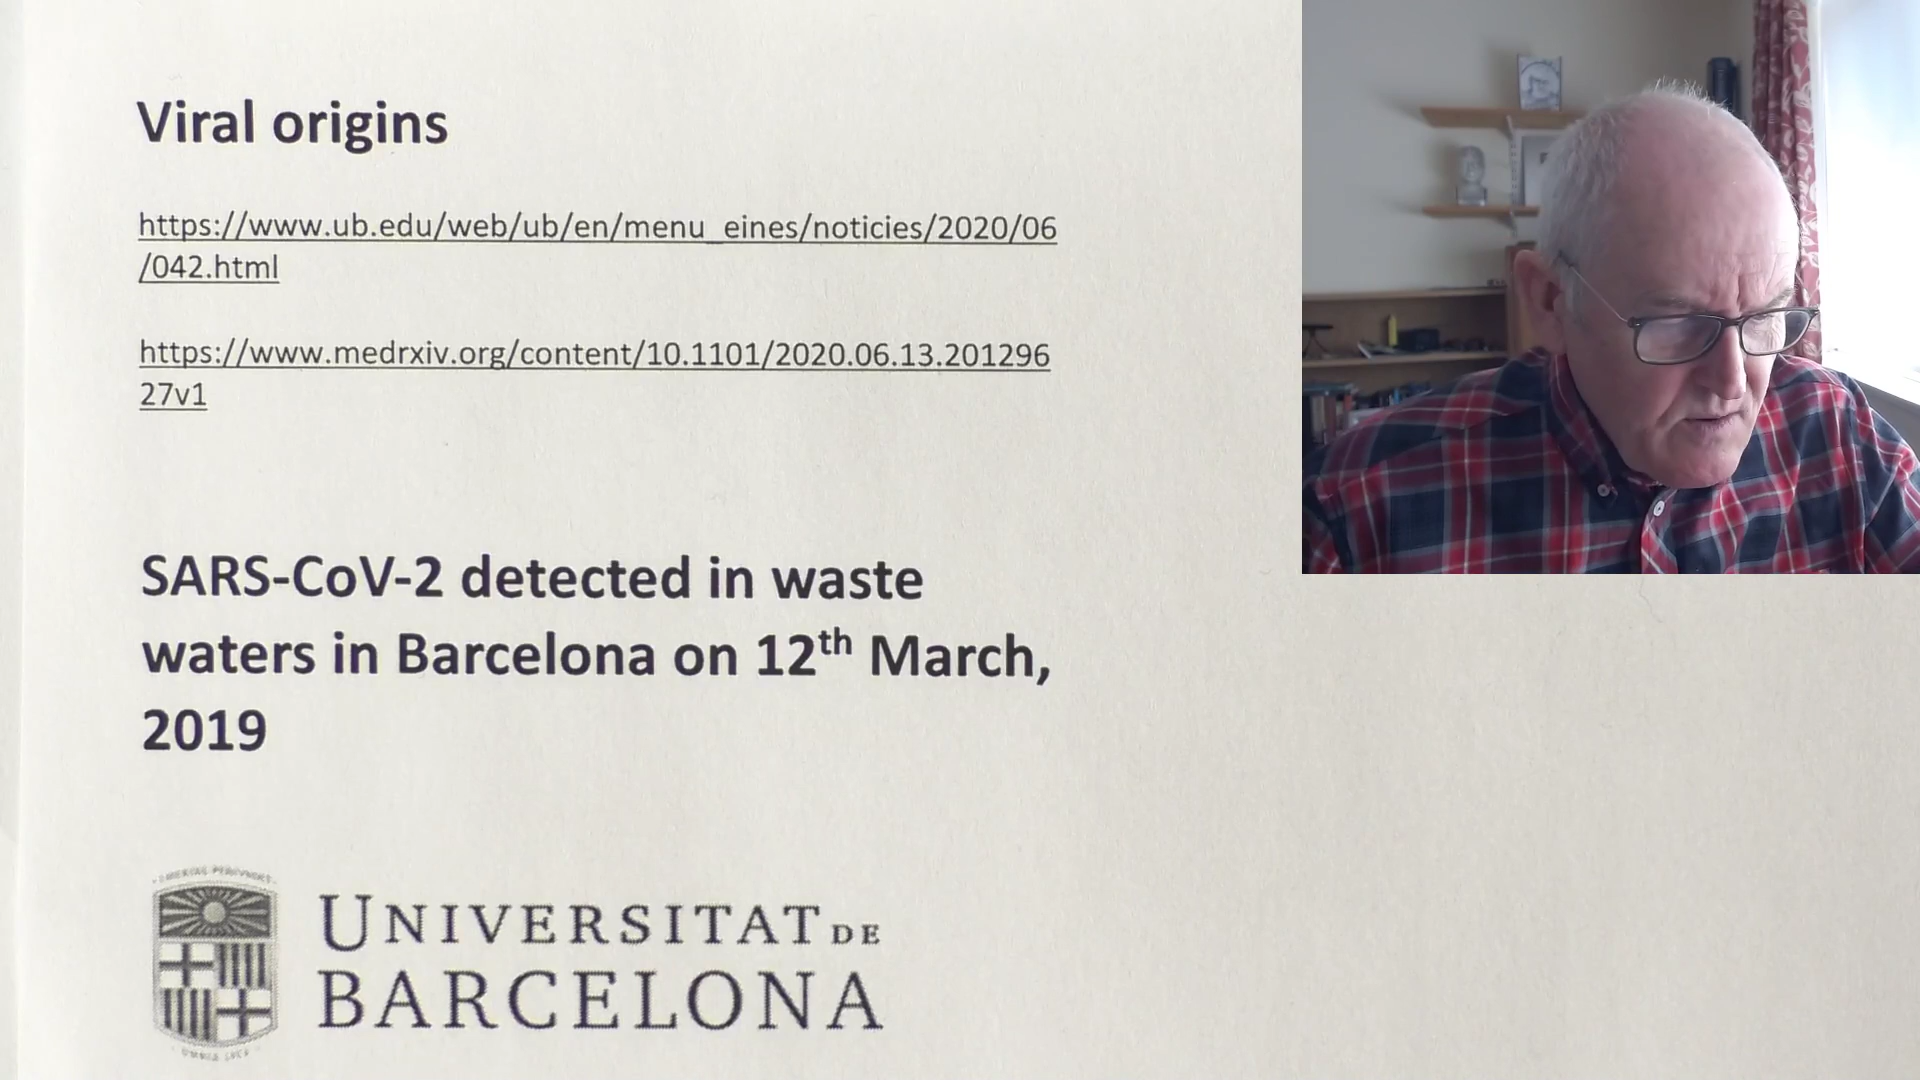 Viral origins
https://www.ub.edu/web/ub/en/menu_eines/noticies/2020/06
/042.html
https://www.medrxiv.org/content/10.1101/2020.06.13.201296
27v1
SARS-CoV-2 detected in waste
waters in Barcelona on 12th March,
2019
UNIVERSITAT DE
BARCELONA